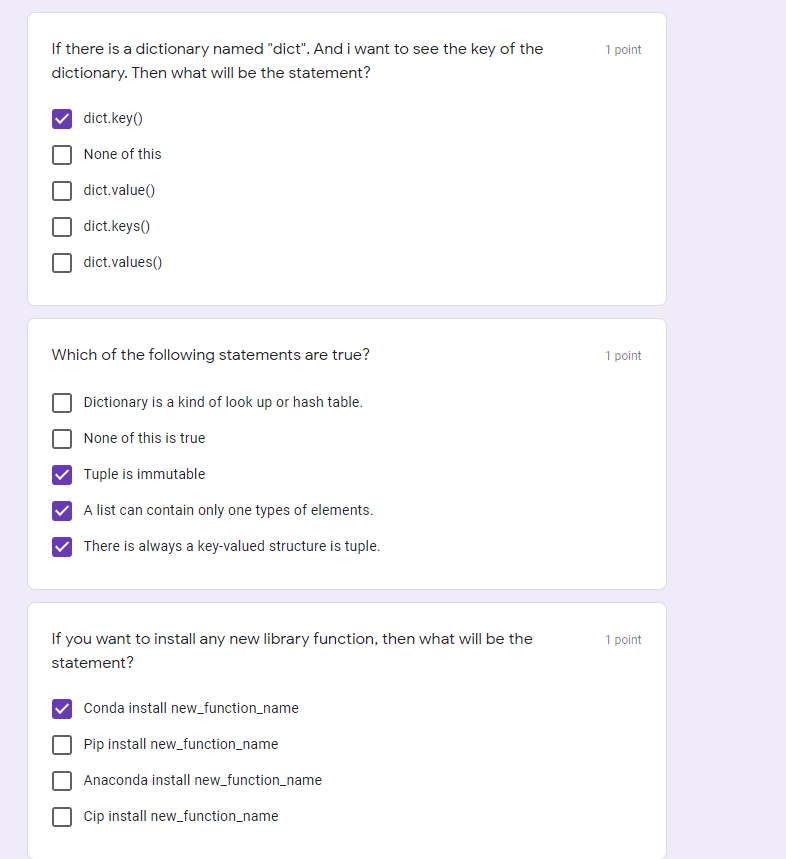 If there is a dictionary named "dict". And i want to see the key of the
1 point
dictionary. Then what will be the statement?
dict.key()
None of this
dict.value()
dict.keys()
dict.values()
Which of the following statements are true?
1 point
Dictionary is a kind of look up or hash table.
None of this is true
Tuple is immutable
A list can contain only one types of elements.
There is always a key-valued structure is tuple.
If you want to install any new library function, then what will be the
1 point
statement?
Conda install new_function_name
Pip install new_function_name
Anaconda install new_function_name
Cip install new_function_name